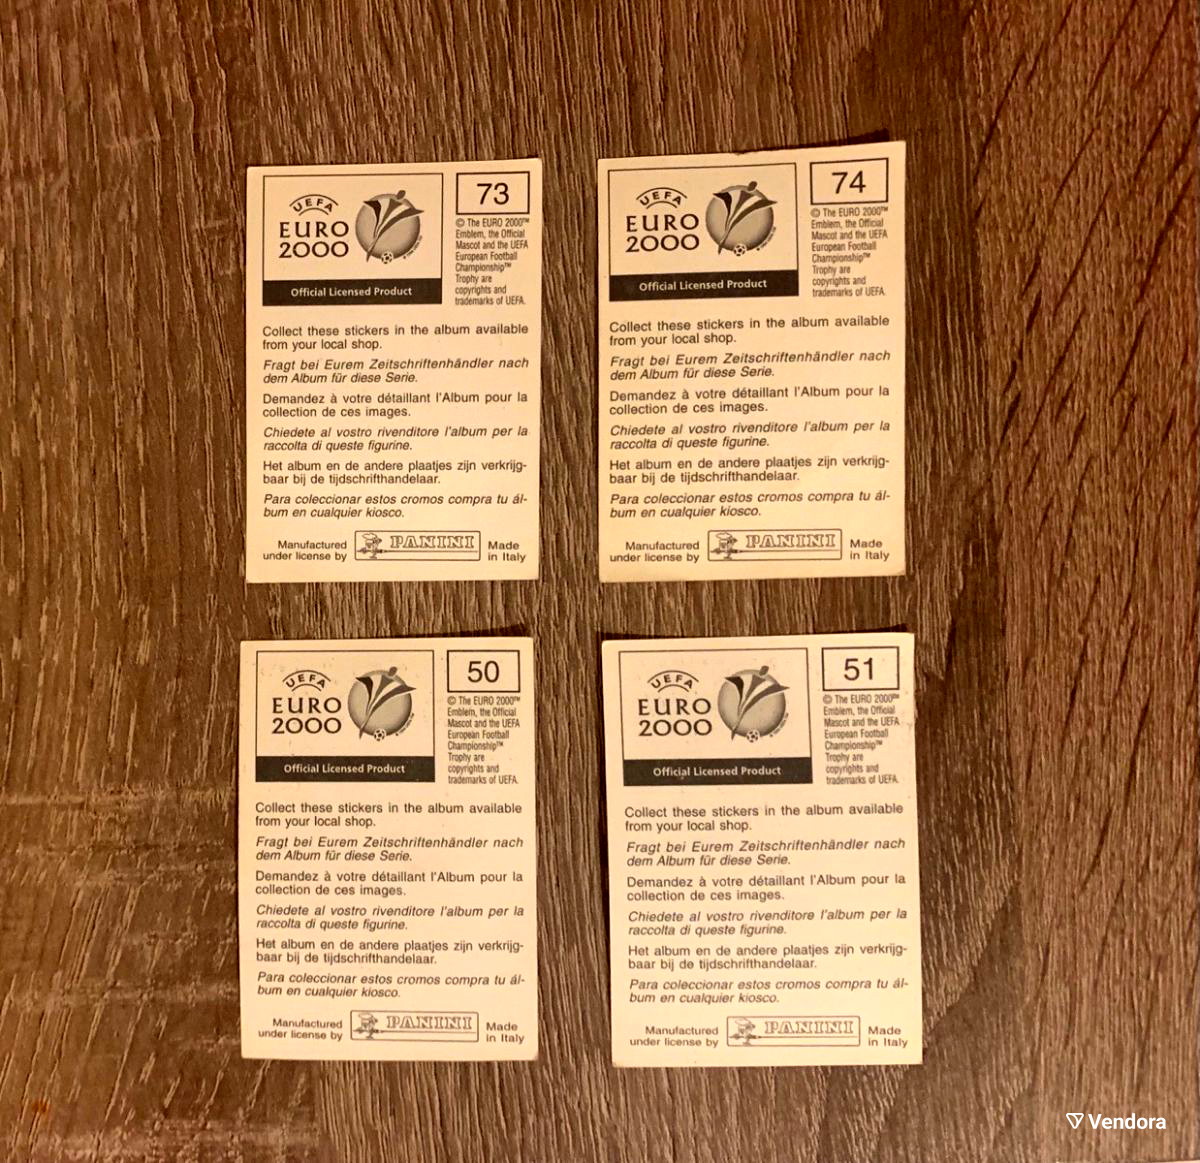 UEFA
EURO
2000
Official Licensed Product
73
© The EURO 2000™
Emblem, the Official
Mascot and the UEFA
European Football
Championship™
Trophy are
copyrights and
trademarks of UEFA.
Collect these stickers in the album available
from your local shop.
Fragt bei Eurem Zeitschriftenhändler nach
dem Album für diese Serie.
Demandez à votre détaillant l'Album pour la
collection de ces images.
Chiedete al vostro rivenditore l'album per la
raccolta di queste figurine.
Het album en de andere plaatjes zijn verkrijg-
baar bij de tijdschrifthandelaar.
Para coleccionar estos cromos compra tu ál-
bum en cualquier kiosco.
Manufactured
under license by
PANINI
Made
in Italy
UEFA
EURO
2000
Official Licensed Product
74
© The EURO 2000™
Emblem, the Official
Mascot and the UEFA
European Football
Championship™
Trophy are
copyrights and
trademarks of UEFA.
Collect these stickers in the album available
from your local shop.
Fragt bei Eurem Zeitschriftenhändler nach
dem Album für diese Serie.
Demandez à votre détaillant l'Album pour la
collection de ces images.
Chiedete al vostro rivenditore l'album per la
raccolta di queste figurine.
Het album en de andere plaatjes zijn verkrijg-
baar bij de tijdschrifthandelaar.
Para coleccionar estos cromos compra tu ál-
bum en cualquier kiosco.
Manufactured
under license by
PANINI
Made
in Italy
UEFA
EURO
2000
Official Licensed Product
50
© The EURO 2000™
Emblem, the Official
Mascot and the UEFA
European Football
Championship™
Trophy are
copyrights and
trademarks of UEFA.
Collect these stickers in the album available
from your local shop.
Fragt bei Eurem Zeitschriftenhändler nach
dem Album für diese Serie.
Demandez à votre détaillant l'Album pour la
collection de ces images.
Chiedete al vostro rivenditore l'album per la
raccolta di queste figurine.
Het album en de andere plaatjes zijn verkrijg-
baar bij de tijdschrifthandelaar.
Para coleccionar estos cromos compra tu ál-
bum en cualquier kiosco.
Manufactured
under license by
PANINI
Made
in Italy
UEFA
EURO
2000
Official Licensed Product
51
© The EURO 2000™
Emblem, the Official
Mascot and the UEFA
European Football
Championship™
Trophy are
copyrights and
trademarks of UEFA.
Collect these stickers in the album available
from your local shop.
Fragt bei Eurem Zeitschriftenhändler nach
dem Album für diese Serie.
Demandez à votre détaillant l'Album pour la
collection de ces images.
Chiedete al vostro rivenditore l'album per la
raccolta di queste figurine.
Het album en de andere plaatjes zijn verkrijg-
baar bij de tijdschrifthandelaar.
Para coleccionar estos cromos compra tu ál-
bum en cualquier kiosco.
Manufactured
under license by
PANINI
Made
in Italy
Vendora